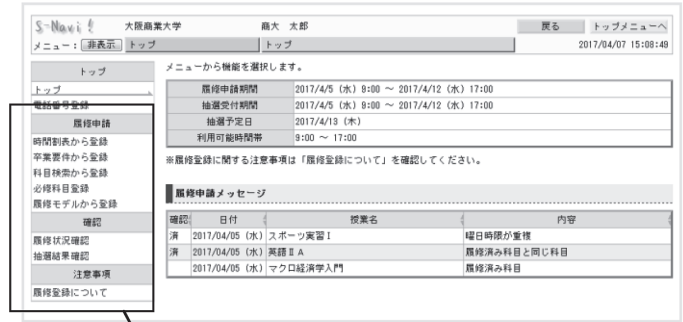 S-Navi!
大阪商業大学
商大 太郎
戻る
トップメニューへ
メニュー：
非表示
トップ
トップ
2017/04/07 15:08:49
トップ
トップ
電話番号登録
履修申請
時間割表から登録
卒業要件から登録
科目検索から登録
必修科目登録
履修モデルから登録
確認
履修状況確認
抽選結果確認
注意事項
履修登録について
メニューから機能を選択します。
履修申請期間 2017/4/5 (水) 9:00 ～ 2017/4/12 (水) 17:00
抽選受付期間 2017/4/5 (水) 9:00 ～ 2017/4/12 (水) 17:00
抽選予定日 2017/4/13 (木)
利用可能時間帯 9:00 ～ 17:00
※履修登録に関する注意事項は「履修登録について」を確認してください。
履修申請メッセージ
確認 日付 授業名 内容
済 2017/04/05 (水) スポーツ実習Ⅰ 曜日時限が重複
済 2017/04/05 (水) 英語ⅡA 履修済み科目と同じ科目
2017/04/05 (水) マクロ経済学入門 履修済み科目